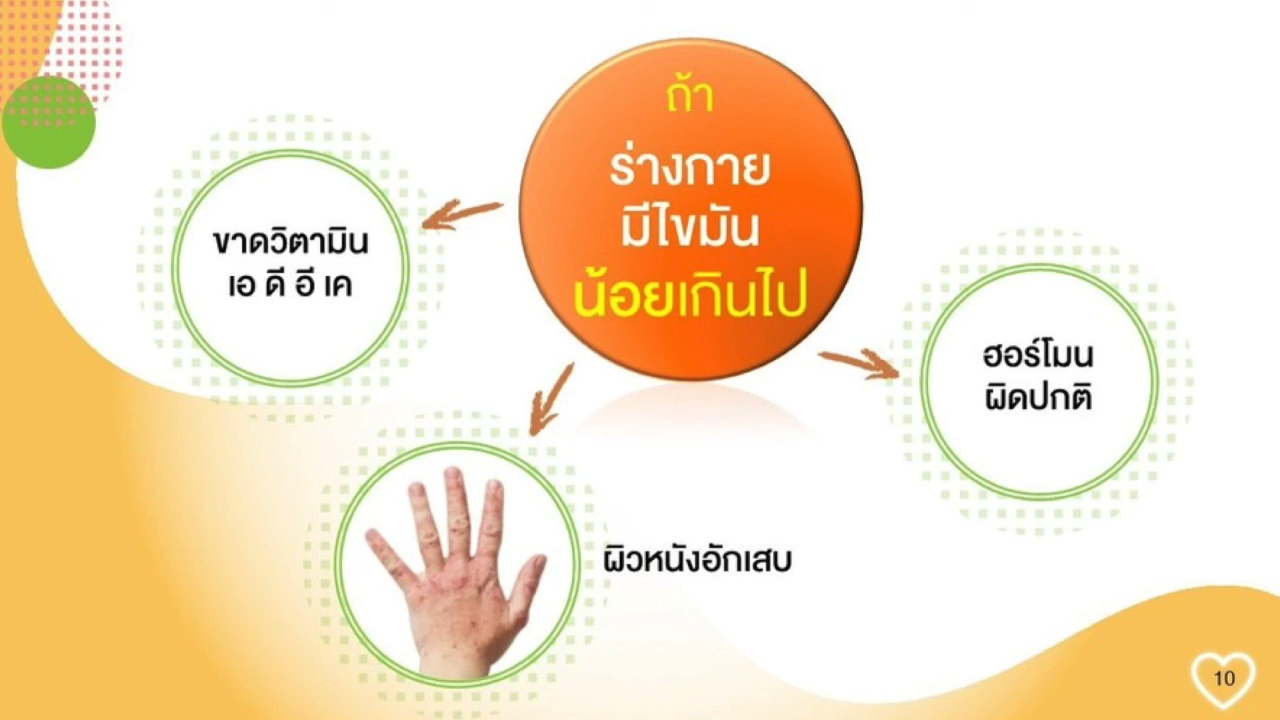 ถ้า
ร่างกาย
มีไขมัน
น้อยเกินไป
ขาดวิตามิน
เอ ดี อี เค
ฮอร์โมน
ผิดปกติ
ผิวหนังอักเสบ
10